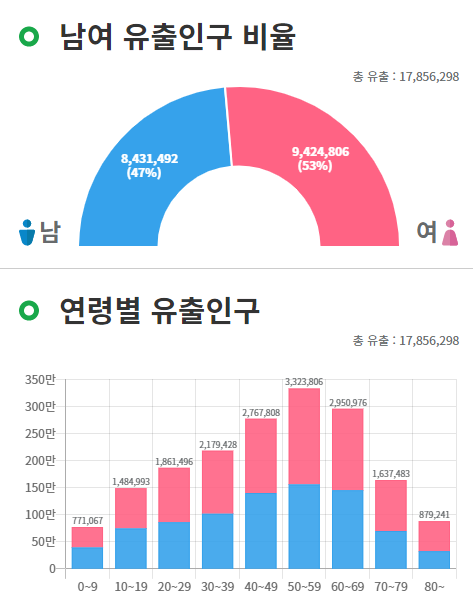 남여 유출인구 비율
총 유출 : 17,856,298
8,431,492
(47%)
9,424,806
(53%)
남
여
연령별 유출인구
총 유출 : 17,856,298
350만
300만
250만
200만
150만
100만
50만
0
771,067
1,484,993
1,861,496
2,179,428
2,767,808
3,323,806
2,950,976
1,637,483
879,241
0~9 10~19 20~29 30~39 40~49 50~59 60~69 70~79 80~